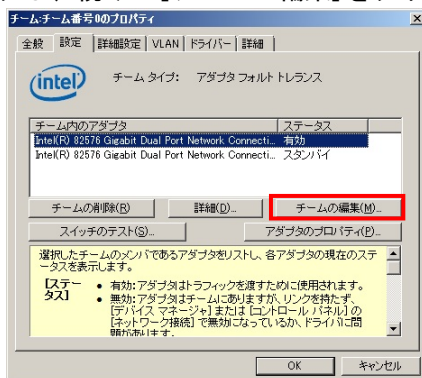 チーム:チーム番号0のプロパティ
全般 設定 詳細設定 VLAN ドライバー 詳細
intel チーム タイプ: アダプタ フォルト トレランス
チーム内のアダプタ ステータス
Intel(R) 82576 Gigabit Dual Port Network Connecti... 有効
Intel(R) 82576 Gigabit Dual Port Network Connecti... スタンバイ
チームの削除(R) 詳細(D)... チームの編集(M)...
スイッチのテスト(S)... アダプタのプロパティ(P)...
選択したチームのメンバであるアダプタをリストし、各アダプタの現在のステ
ータスを表示します。
[ステー
タス]
• 有効: アダプタはトラフィックを渡すために使用されます。
• 無効: アダプタはチームにありますが、リンクを持たず、
[デバイス マネージャ] または [コントロール パネル] の
[ネットワーク接続] で無効になっているか、ドライバに問
題があります。
OK キャンセル